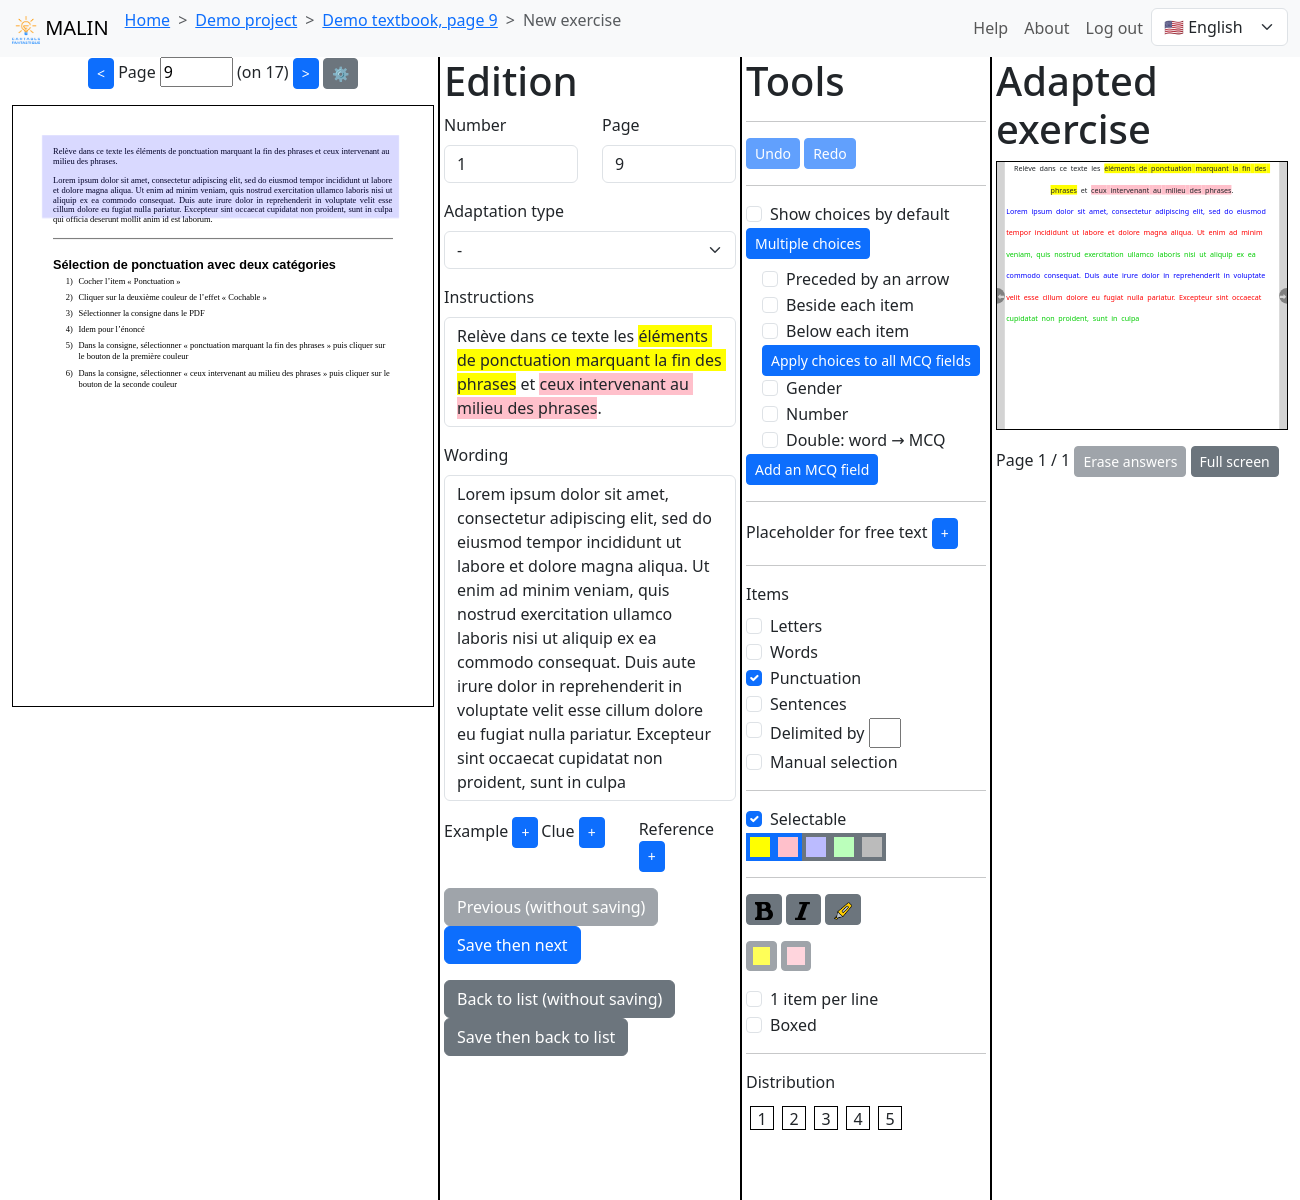 MALIN Home > Demo project > Demo textbook, page 9 > New exercise Help About Log out 🇺🇸 English
< Page 9 (on 17) > ⚙️
Relève dans ce texte les éléments de ponctuation marquant la fin des phrases et ceux intervenant au
milieu des phrases.
Lorem ipsum dolor sit amet, consectetur adipiscing elit, sed do eiusmod tempor incididunt ut labore
et dolore magna aliqua. Ut enim ad minim veniam, quis nostrud exercitation ullamco laboris nisi ut
aliquip ex ea commodo consequat. Duis aute irure dolor in reprehenderit in voluptate velit esse
cillum dolore eu fugiat nulla pariatur. Excepteur sint occaecat cupidatat non proident, sunt in culpa
qui officia deserunt mollit anim id est laborum.
Sélection de ponctuation avec deux catégories
1) Cocher l'item « Ponctuation »
2) Cliquer sur la deuxième couleur de l'effet « Cochable »
3) Sélectionner la consigne dans le PDF
4) Idem pour l'énoncé
5) Dans la consigne, sélectionner « ponctuation marquant la fin des phrases » puis cliquer sur
le bouton de la première couleur
6) Dans la consigne, sélectionner « ceux intervenant au milieu des phrases » puis cliquer sur le
bouton de la seconde couleur
Edition
Number Page
1 9
Adaptation type
-
Instructions
Relève dans ce texte les éléments
de ponctuation marquant la fin des
phrases et ceux intervenant au
milieu des phrases.
Wording
Lorem ipsum dolor sit amet,
consectetur adipiscing elit, sed do
eiusmod tempor incididunt ut
labore et dolore magna aliqua. Ut
enim ad minim veniam, quis
nostrud exercitation ullamco
laboris nisi ut aliquip ex ea
commodo consequat. Duis aute
irure dolor in reprehenderit in
voluptate velit esse cillum dolore
eu fugiat nulla pariatur. Excepteur
sint occaecat cupidatat non
proident, sunt in culpa
Example + Clue + Reference
+
Previous (without saving)
Save then next
Back to list (without saving)
Save then back to list
Tools
Undo Redo
Show choices by default
Multiple choices
Preceded by an arrow
Beside each item
Below each item
Apply choices to all MCQ fields
Gender
Number
Double: word → MCQ
Add an MCQ field
Placeholder for free text +
Items
Letters
Words
Punctuation
Sentences
Delimited by
Manual selection
Selectable
B I
1 item per line
Boxed
Distribution
1 2 3 4 5
Adapted
exercise
Relève dans ce texte les éléments de ponctuation marquant la fin des
phrases et ceux intervenant au milieu des phrases.
Lorem ipsum dolor sit amet, consectetur adipiscing elit, sed do eiusmod
tempor incididunt ut labore et dolore magna aliqua. Ut enim ad minim
veniam, quis nostrud exercitation ullamco laboris nisi ut aliquip ex ea
commodo consequat. Duis aute irure dolor in reprehenderit in voluptate
velit esse cillum dolore eu fugiat nulla pariatur. Excepteur sint occaecat
cupidatat non proident, sunt in culpa
Page 1 / 1 Erase answers Full screen